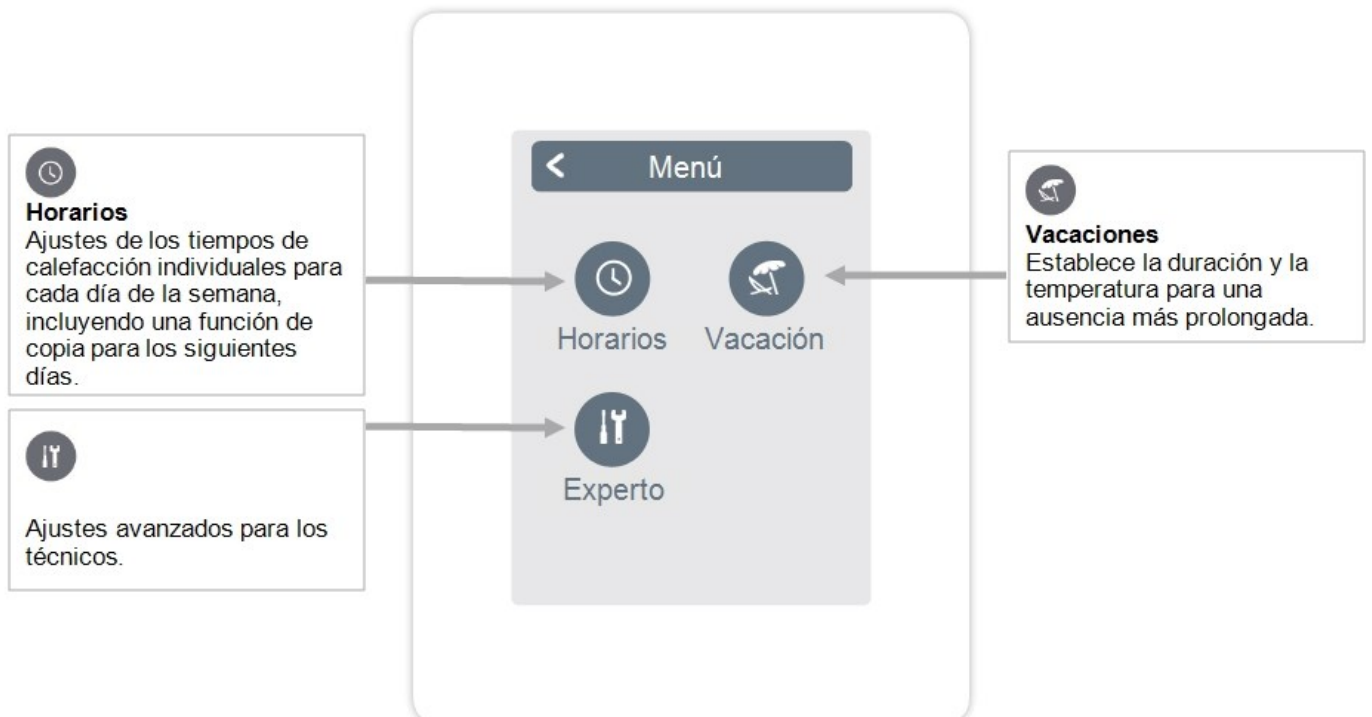 Horarios
Ajustes de los tiempos de
calefacción individuales para
cada día de la semana,
incluyendo una función de
copia para los siguientes
días.
Ajustes avanzados para los
técnicos.
Menú
Horarios
Vacación
Experto
Vacaciones
Establece la duración y la
temperatura para una
ausencia más prolongada.